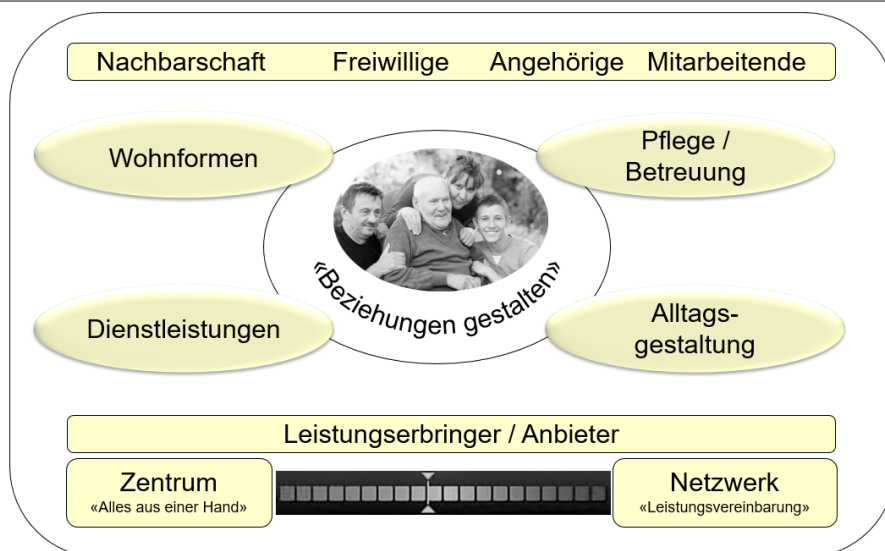 Nachbarschaft Freiwillige Angehörige Mitarbeitende
Wohnformen
Pflege /
Betreuung
«Beziehungen gestalten»
Dienstleistungen
Alltags-
gestaltung
Leistungserbringer / Anbieter
Zentrum
«Alles aus einer Hand»
Netzwerk
«Leistungsvereinbarung»